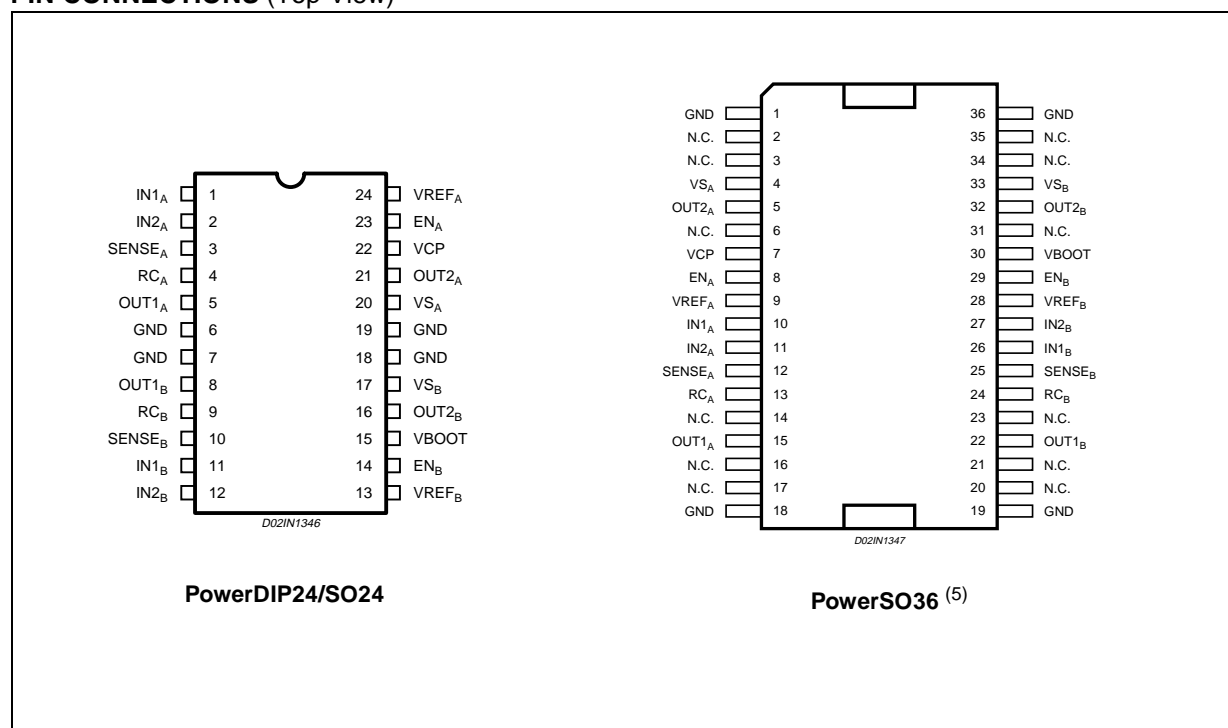 PIN CONNECTIONS (Top View)
IN1A 1 24 VREFA
IN2A 2 23 ENA
SENSEA 3 22 VCP
RCA 4 21 OUT2A
OUT1A 5 20 VSA
GND 6 19 GND
GND 7 18 GND
OUT1B 8 17 VSB
RCB 9 16 OUT2B
SENSEB 10 15 VBOOT
IN1B 11 14 ENB
IN2B 12 13 VREFB
D02IN1346
PowerDIP24/SO24
GND 1 36 GND
N.C. 2 35 N.C.
N.C. 3 34 N.C.
VSA 4 33 VSB
OUT2A 5 32 OUT2B
N.C. 6 31 N.C.
VCP 7 30 VBOOT
ENA 8 29 ENB
VREFA 9 28 VREFB
IN1A 10 27 IN2B
IN2A 11 26 IN1B
SENSEA 12 25 SENSEB
RCA 13 24 RCB
N.C. 14 23 N.C.
OUT1A 15 22 OUT1B
N.C. 16 21 N.C.
N.C. 17 20 N.C.
GND 18 19 GND
D02IN1347
PowerSO36 (5)